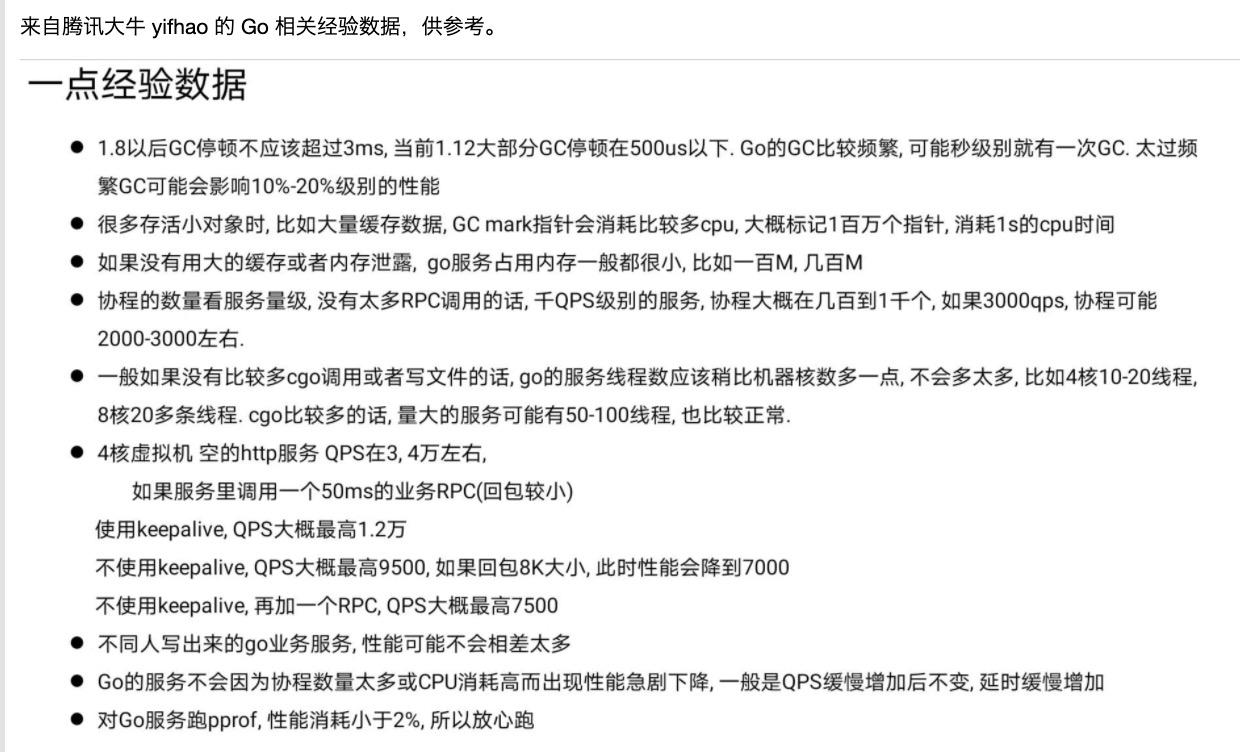 来自腾讯大牛 yifhao 的 Go 相关经验数据，供参考。
一点经验数据
● 1.8以后GC停顿不应该超过3ms, 当前1.12大部分GC停顿在500us以下. Go的GC比较频繁, 可能秒级别就有一次GC. 太过频
繁GC可能会影响10%-20%级别的性能
● 很多存活小对象时, 比如大量缓存数据, GC mark指针会消耗比较多cpu, 大概标记1百万个指针, 消耗1s的cpu时间
● 如果没有用大的缓存或者内存泄露, go服务占用内存一般都很小, 比如一百M, 几百M
● 协程的数量看服务量级, 没有太多RPC调用的话, 千QPS级别的服务, 协程大概在几百到1千个, 如果3000qps, 协程可能
2000-3000左右.
● 一般如果没有比较多cgo调用或者写文件的话, go的服务线程数应该稍比机器核数多一点, 不会多太多, 比如4核10-20线程,
8核20多条线程. cgo比较多的话, 量大的服务可能有50-100线程, 也比较正常.
● 4核虚拟机 空的http服务 QPS在3, 4万左右,
如果服务里调用一个50ms的业务RPC(回包较小)
使用keepalive, QPS大概最高1.2万
不使用keepalive, QPS大概最高9500, 如果回包8K大小, 此时性能会降到7000
不使用keepalive, 再加一个RPC, QPS大概最高7500
● 不同人写出来的go业务服务, 性能可能不会相差太多
● Go的服务不会因为协程数量太多或CPU消耗高而出现性能急剧下降, 一般是QPS缓慢增加后不变, 延时缓慢增加
● 对Go服务跑pprof, 性能消耗小于2%, 所以放心跑